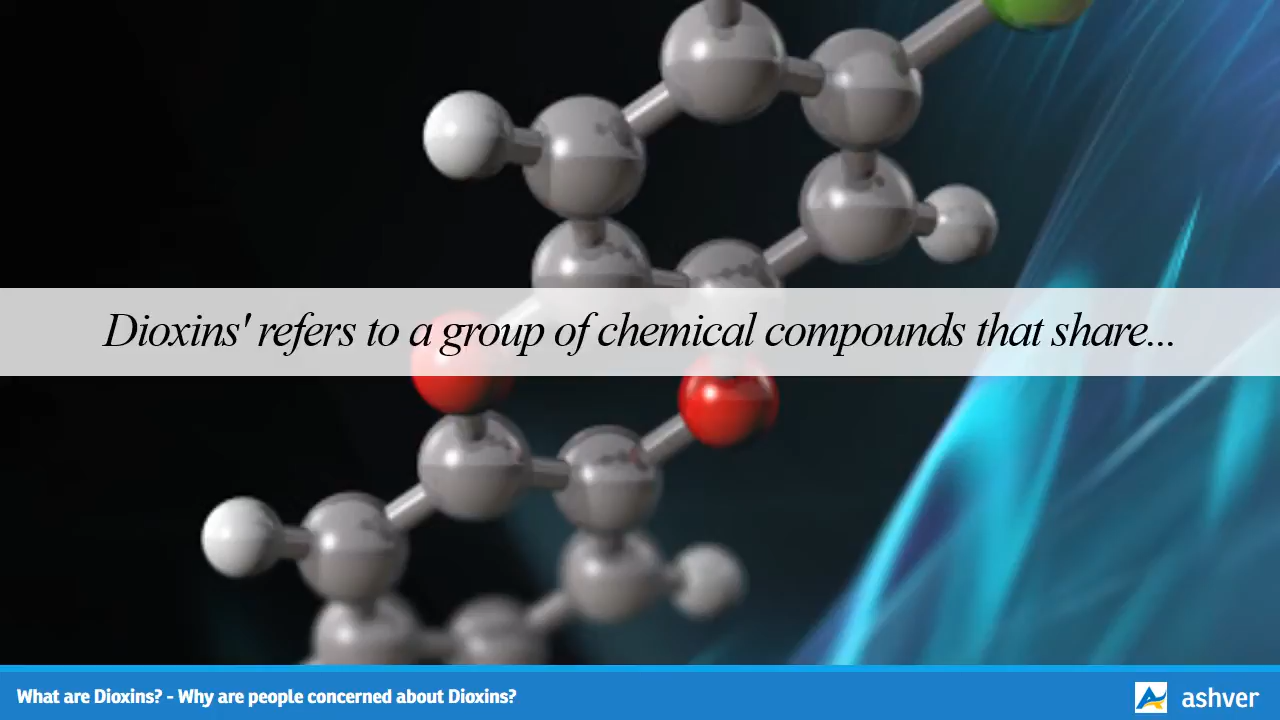 Dioxins' refers to a group of chemical compounds that share...
What are Dioxins? - Why are people concerned about Dioxins?
ashver